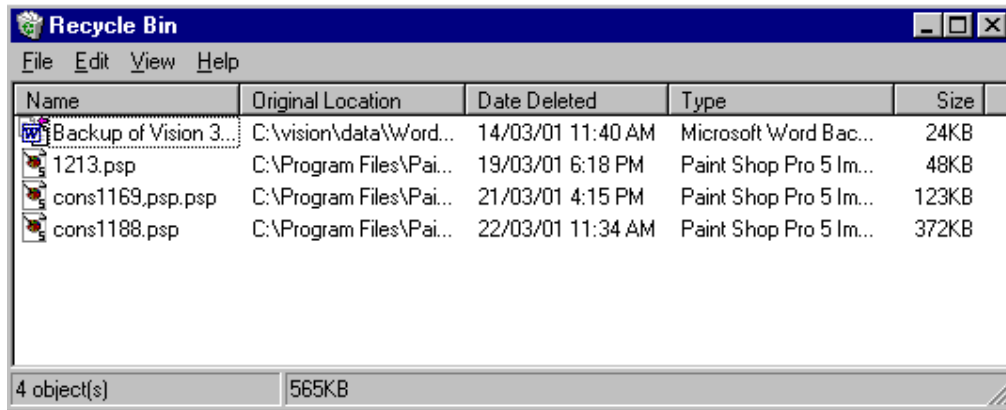 Recycle Bin
File Edit View Help
Name Original Location Date Deleted Type Size
Backup of Vision 3... C:\vision\data\Word... 14/03/01 11:40 AM Microsoft Word Bac... 24KB
1213.psp C:\Program Files\Pai... 19/03/01 6:18 PM Paint Shop Pro 5 Im... 48KB
cons1169,psp.psp C:\Program Files\Pai... 21/03/01 4:15 PM Paint Shop Pro 5 Im... 123KB
cons1188.psp C:\Program Files\Pai... 22/03/01 11:34 AM Paint Shop Pro 5 Im... 372KB
4 object(s) 565KB